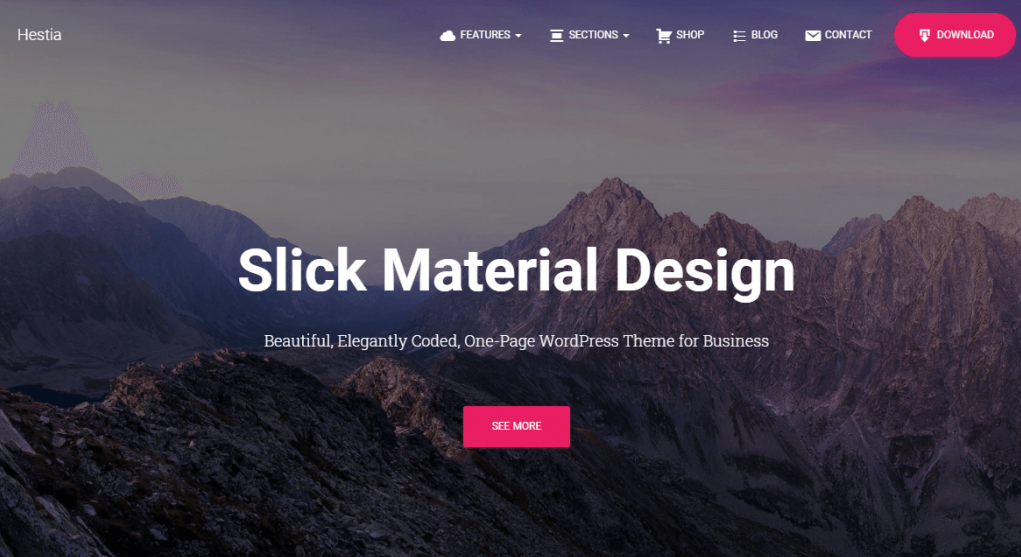 Hestia
FEATURES
SECTIONS
SHOP
BLOG
CONTACT
DOWNLOAD
Slick Material Design
Beautiful, Elegantly Coded, One-Page WordPress Theme for Business
SEE MORE